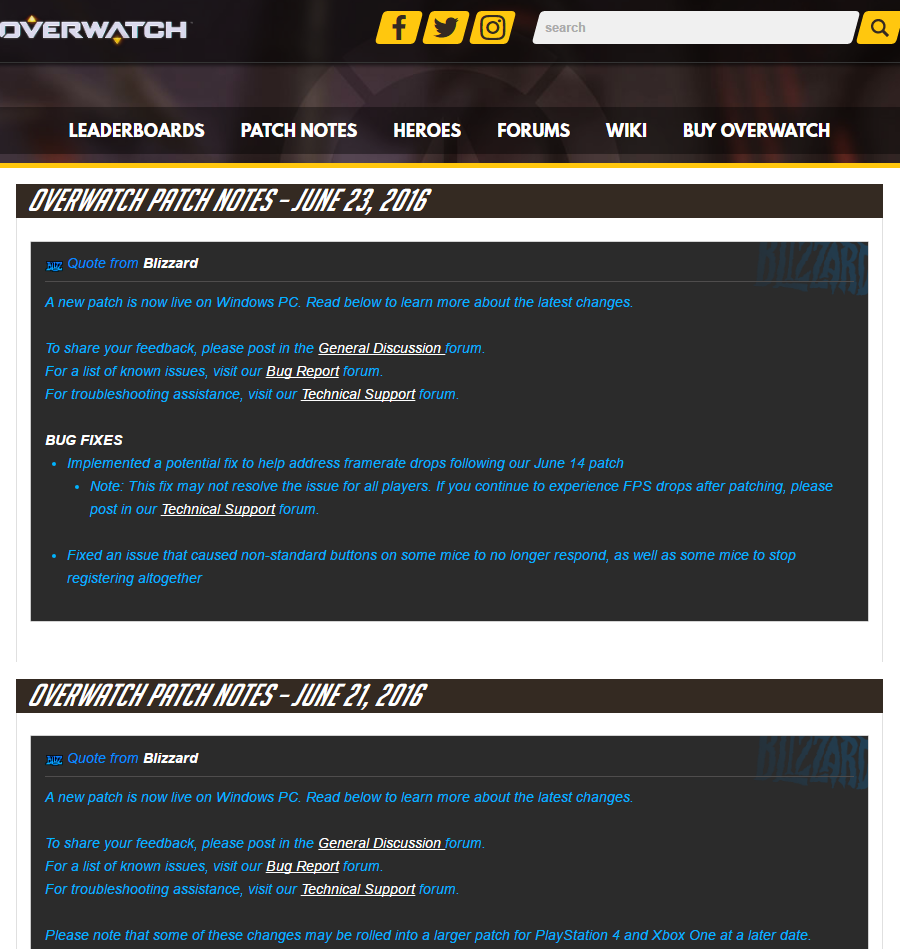 OVERWATCH
search
LEADERBOARDS PATCH NOTES HEROES FORUMS WIKI BUY OVERWATCH
OVERWATCH PATCH NOTES – JUNE 23, 2016
BLIZZARD
BLIZZ Quote from Blizzard
A new patch is now live on Windows PC. Read below to learn more about the latest changes.
To share your feedback, please post in the General Discussion forum.
For a list of known issues, visit our Bug Report forum.
For troubleshooting assistance, visit our Technical Support forum.
BUG FIXES
• Implemented a potential fix to help address framerate drops following our June 14 patch
• Note: This fix may not resolve the issue for all players. If you continue to experience FPS drops after patching, please
post in our Technical Support forum.
• Fixed an issue that caused non-standard buttons on some mice to no longer respond, as well as some mice to stop
registering altogether
OVERWATCH PATCH NOTES – JUNE 21, 2016
BLIZZARD
BLIZZ Quote from Blizzard
A new patch is now live on Windows PC. Read below to learn more about the latest changes.
To share your feedback, please post in the General Discussion forum.
For a list of known issues, visit our Bug Report forum.
For troubleshooting assistance, visit our Technical Support forum.
Please note that some of these changes may be rolled into a larger patch for PlayStation 4 and Xbox One at a later date.